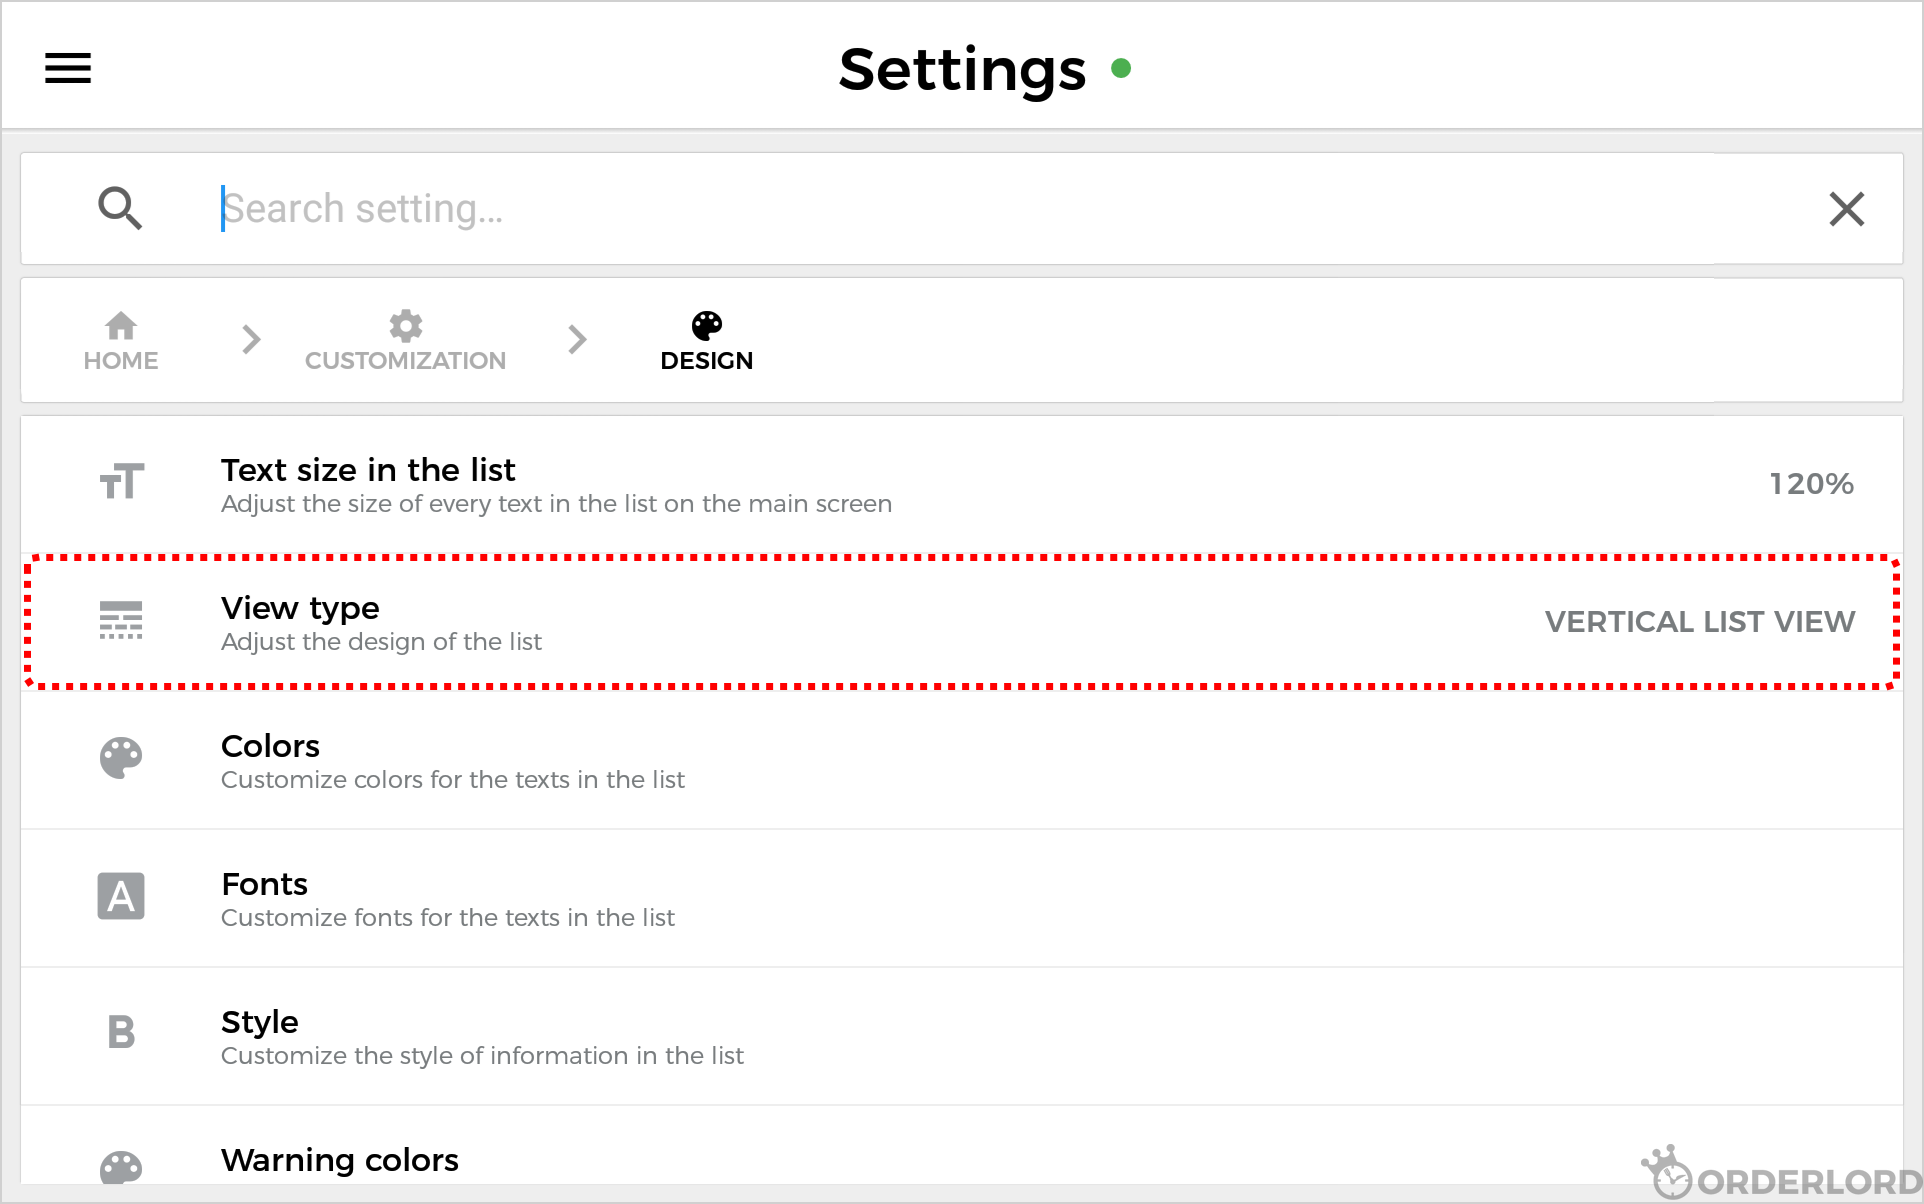 Settings
Search setting...
HOME
CUSTOMIZATION
DESIGN
Text size in the list
Adjust the size of every text in the list on the main screen
120%
View type
Adjust the design of the list
VERTICAL LIST VIEW
Colors
Customize colors for the texts in the list
A
Fonts
Customize fonts for the texts in the list
B
Style
Customize the style of information in the list
Warning colors
ORDERLORD